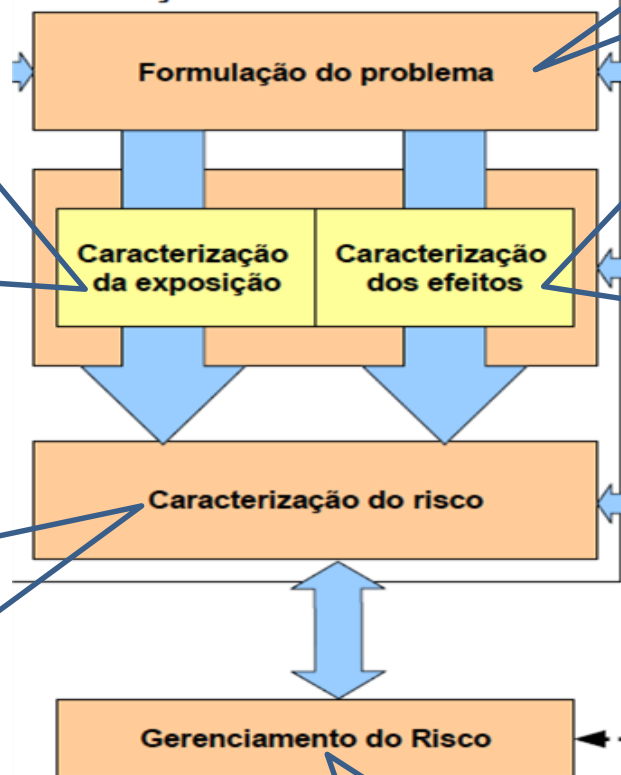 Formulação do problema
Caracterização
da exposição
Caracterização
dos efeitos
Caracterização do risco
Gerenciamento do Risco